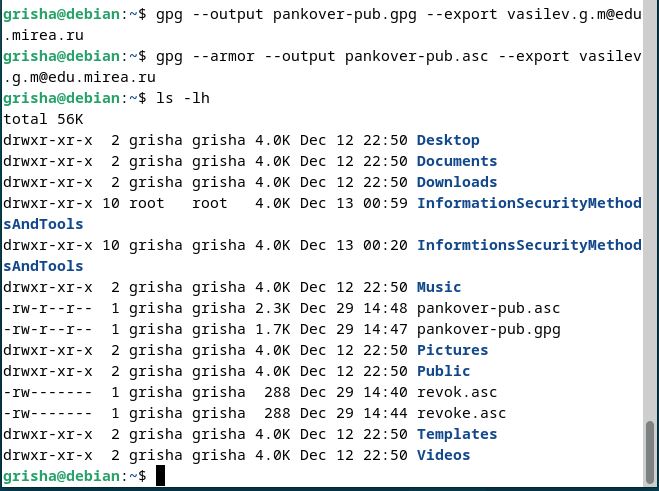 grisha@debian:~$ gpg --output pankover-pub.gpg --export vasilev.g.m@edu
.mirea.ru
grisha@debian:~$ gpg --armor --output pankover-pub.asc --export vasilev
.g.m@edu.mirea.ru
grisha@debian:~$ ls -lh
total 56K
drwxr-xr-x  2 grisha grisha 4.0K Dec 12 22:50 Desktop
drwxr-xr-x  2 grisha grisha 4.0K Dec 12 22:50 Documents
drwxr-xr-x  2 grisha grisha 4.0K Dec 12 22:50 Downloads
drwxr-xr-x 10 root   root   4.0K Dec 13 00:59 InformationSecurityMethod
sAndTools
drwxr-xr-x 10 grisha grisha 4.0K Dec 13 00:20 InformtionsSecurityMethod
sAndTools
drwxr-xr-x  2 grisha grisha 4.0K Dec 12 22:50 Music
-rw-r--r--  1 grisha grisha 2.3K Dec 29 14:48 pankover-pub.asc
-rw-r--r--  1 grisha grisha 1.7K Dec 29 14:47 pankover-pub.gpg
drwxr-xr-x  2 grisha grisha 4.0K Dec 12 22:50 Pictures
drwxr-xr-x  2 grisha grisha 4.0K Dec 12 22:50 Public
-rw-------  1 grisha grisha  288 Dec 29 14:40 revok.asc
-rw-------  1 grisha grisha  288 Dec 29 14:44 revoke.asc
drwxr-xr-x  2 grisha grisha 4.0K Dec 12 22:50 Templates
drwxr-xr-x  2 grisha grisha 4.0K Dec 12 22:50 Videos
grisha@debian:~$